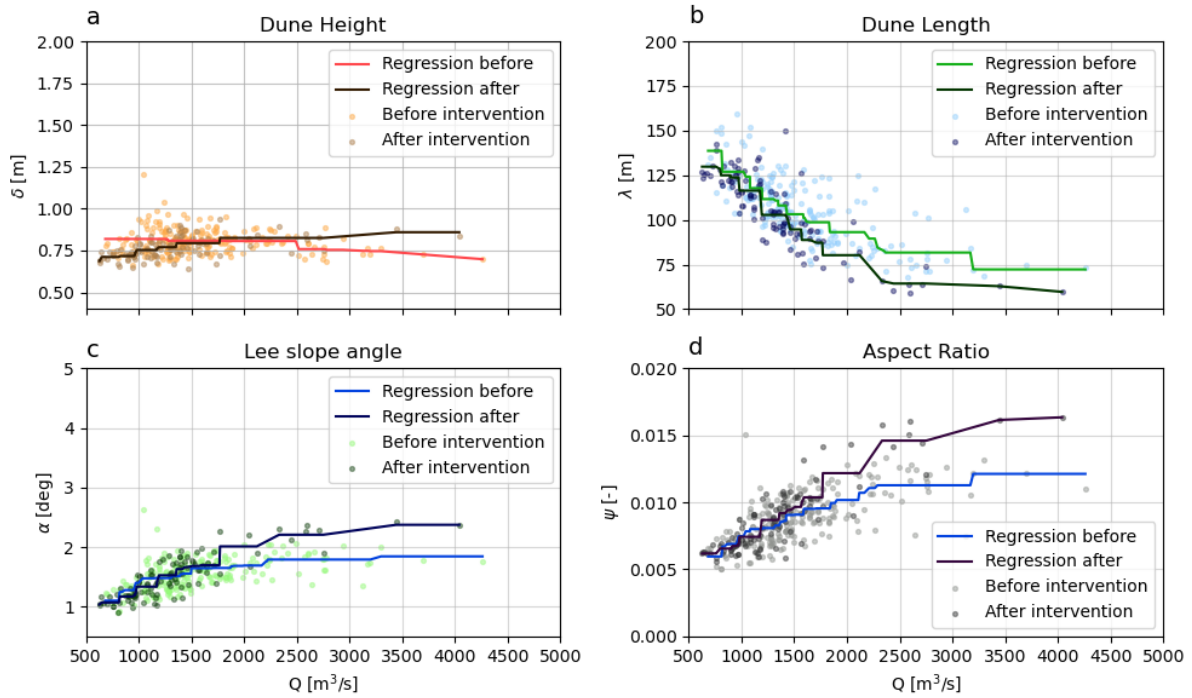 a
Dune Height
2.00
1.75
1.50
1.25
1.00
0.75
0.50
δ [m]
Regression before
Regression after
Before intervention
After intervention
b
Dune Length
200
175
150
125
100
75
50
λ [m]
Regression before
Regression after
Before intervention
After intervention
c
Lee slope angle
5
4
3
2
1
α [deg]
Regression before
Regression after
Before intervention
After intervention
500 1000 1500 2000 2500 3000 3500 4000 4500 5000
Q [m³/s]
d
Aspect Ratio
0.020
0.015
0.010
0.005
0.000
ψ [-]
Regression before
Regression after
Before intervention
After intervention
500 1000 1500 2000 2500 3000 3500 4000 4500 5000
Q [m³/s]